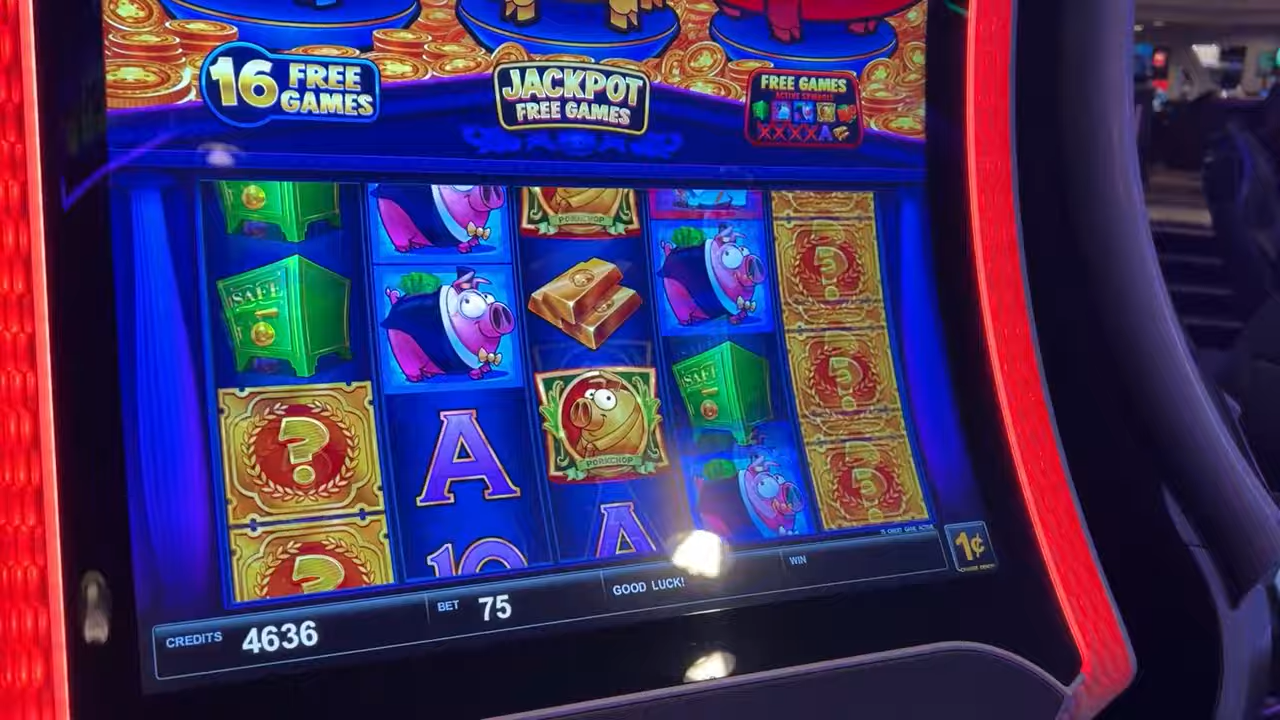 16 FREE GAMES
JACKPOT
FREE GAMES
FREE GAMES
ACTIVE SYMBOLS
XXXXA
PORKCHOP
SAFE
?
?
A
PORKCHOP
SAFE
?
?
?
?
10
A
CREDITS 4636
BET 75
GOOD LUCK!
WIN
1¢